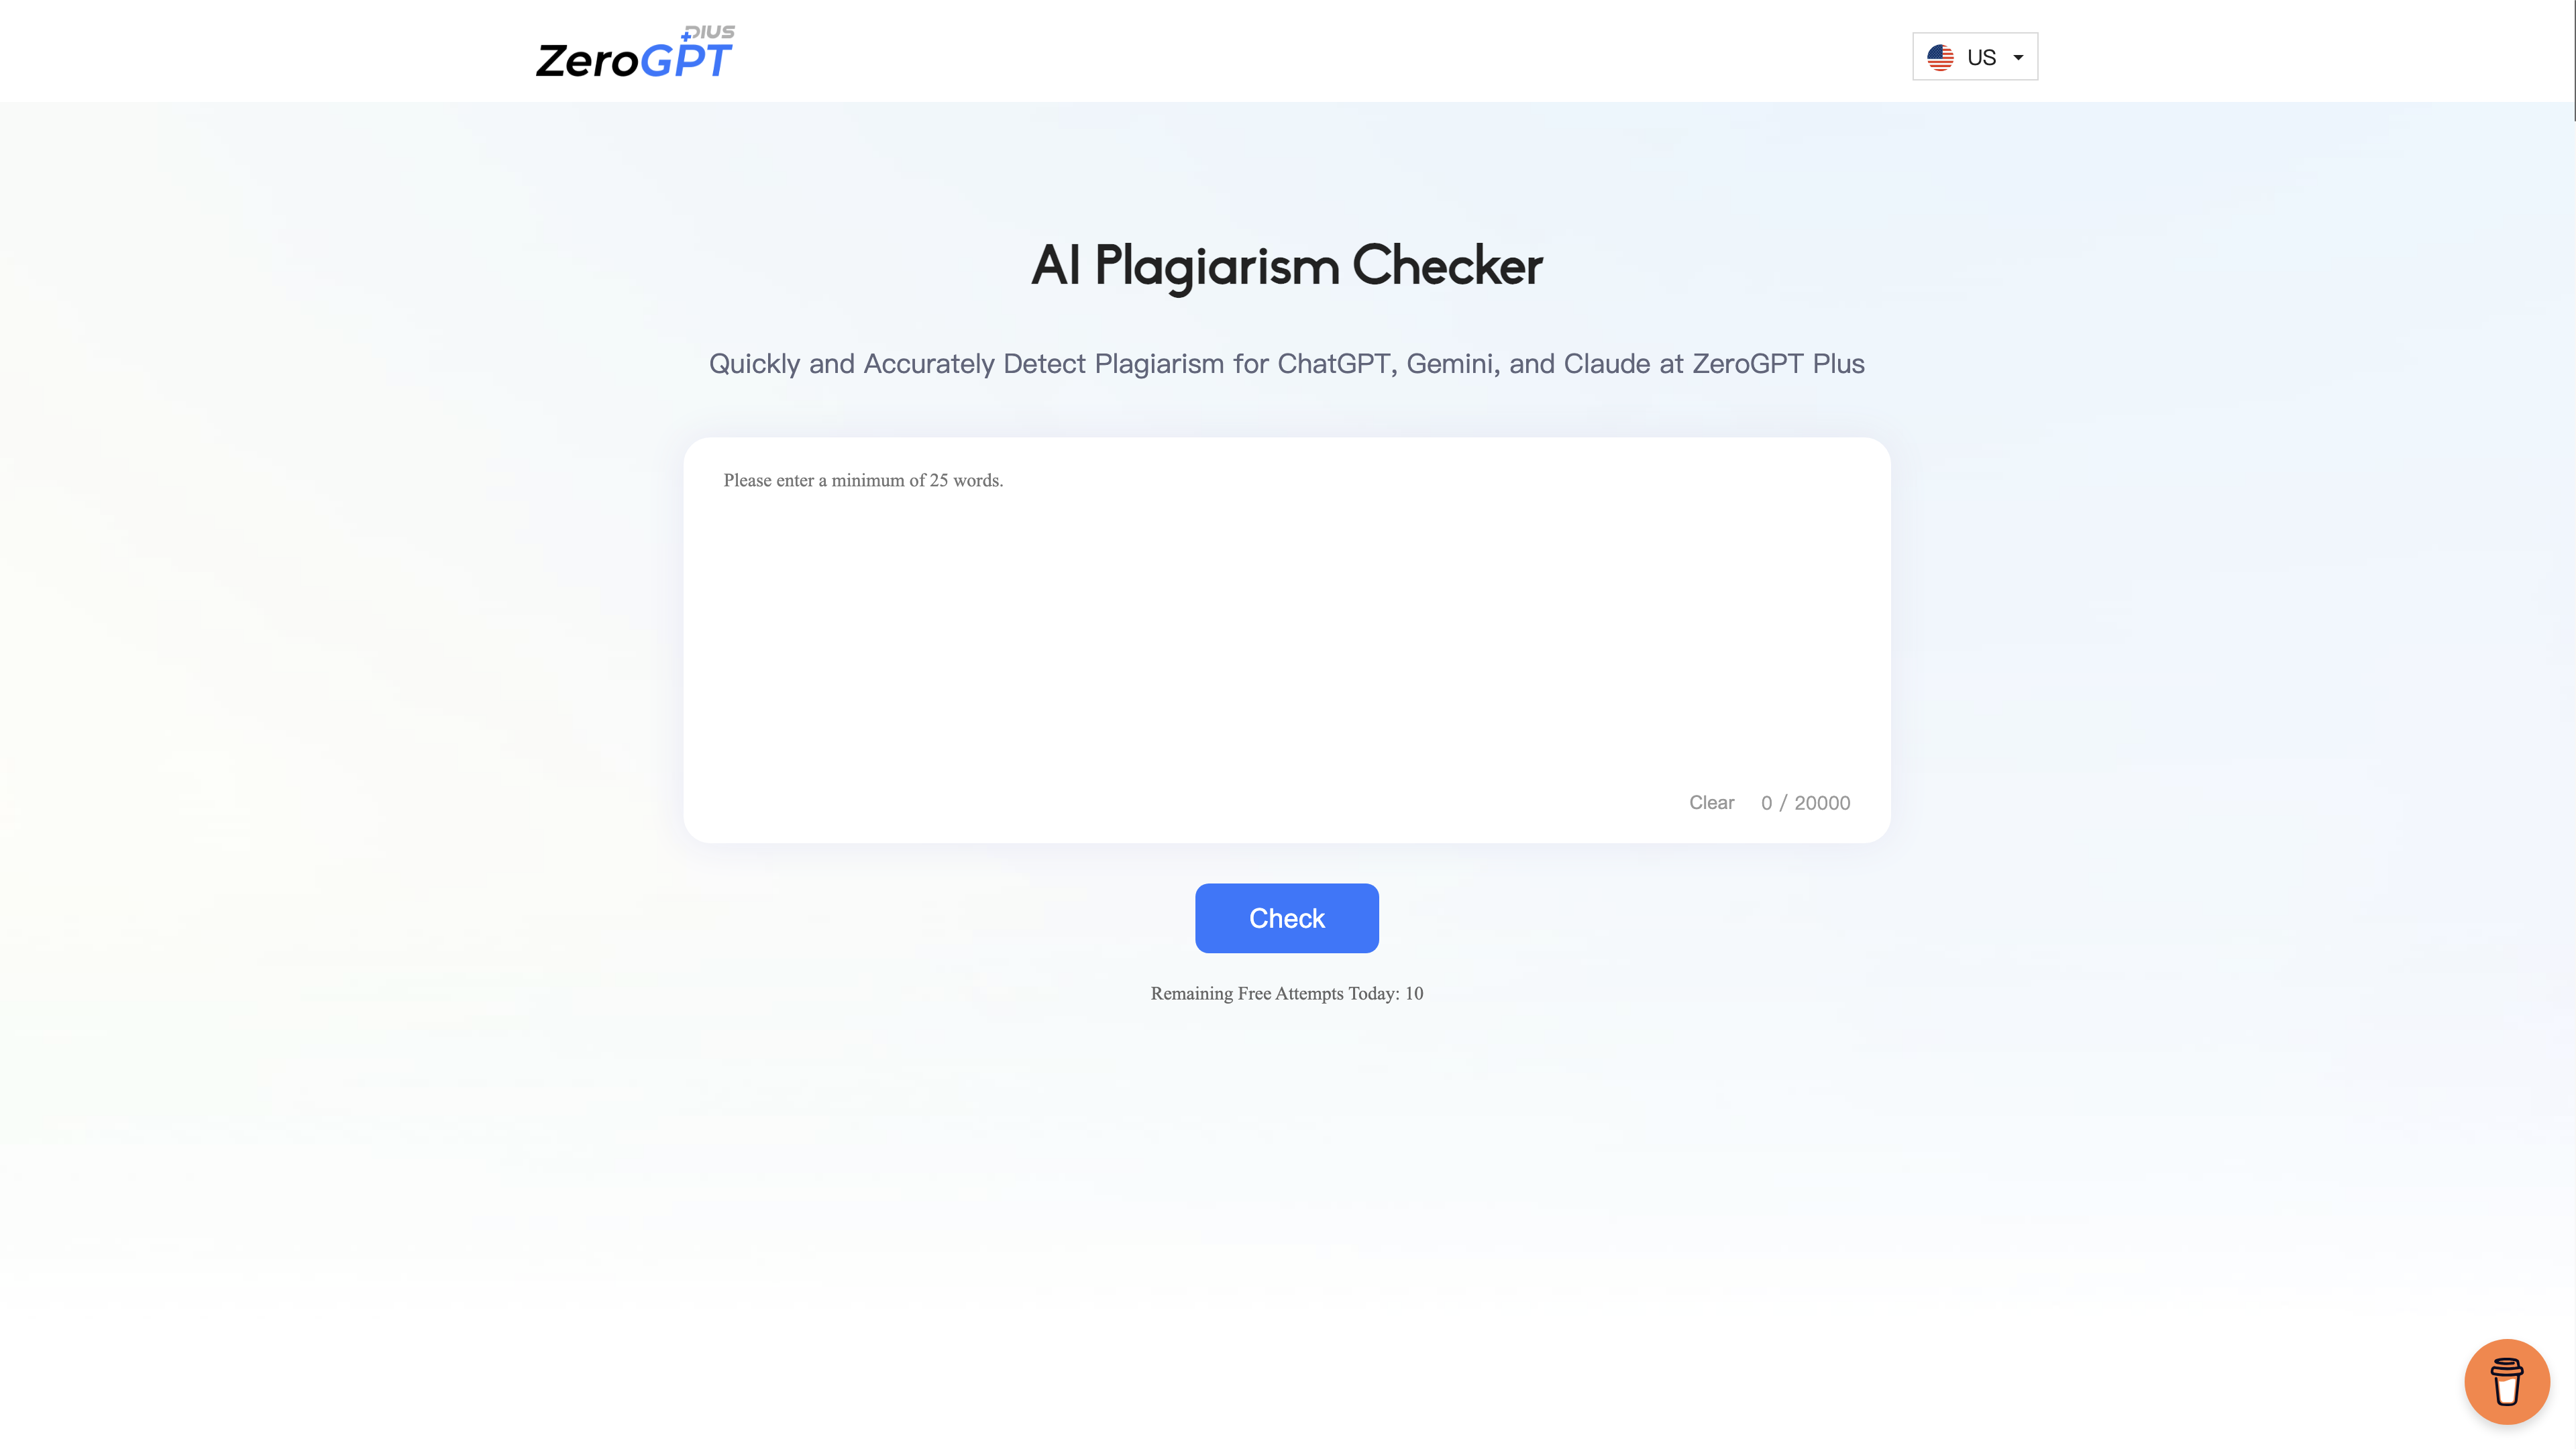 ZeroGPT plus
US
AI Plagiarism Checker
Quickly and Accurately Detect Plagiarism for ChatGPT, Gemini, and Claude at ZeroGPT Plus
Please enter a minimum of 25 words.
Clear 0 / 20000
Check
Remaining Free Attempts Today: 10